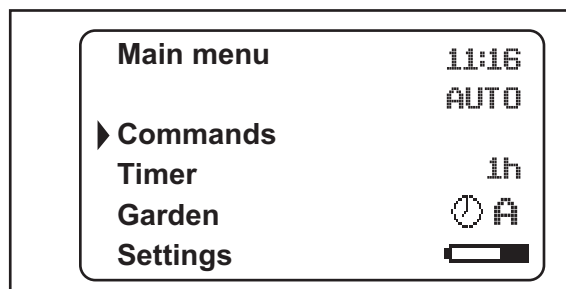 Main menu 11:16
AUTO
Commands
Timer 1h
Garden A
Settings